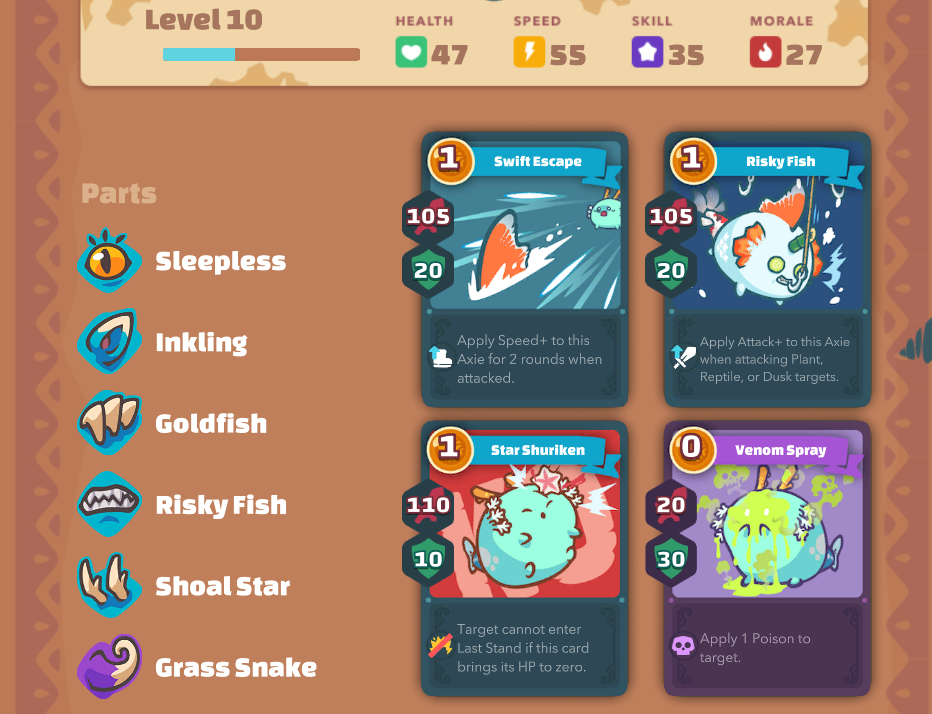 Level 10
HEALTH
47
SPEED
55
SKILL
35
MORALE
27
Parts
Sleepless
Inkling
Goldfish
Risky Fish
Shoal Star
Grass Snake
1
Swift Escape
105
20
Apply Speed+ to this
Axie for 2 rounds when
attacked.
1
Risky Fish
105
20
Apply Attack+ to this Axie
when attacking Plant,
Reptile, or Dusk targets.
1
Star Shuriken
110
10
Target cannot enter
Last Stand if this card
brings its HP to zero.
0
Venom Spray
20
30
Apply 1 Poison to
target.